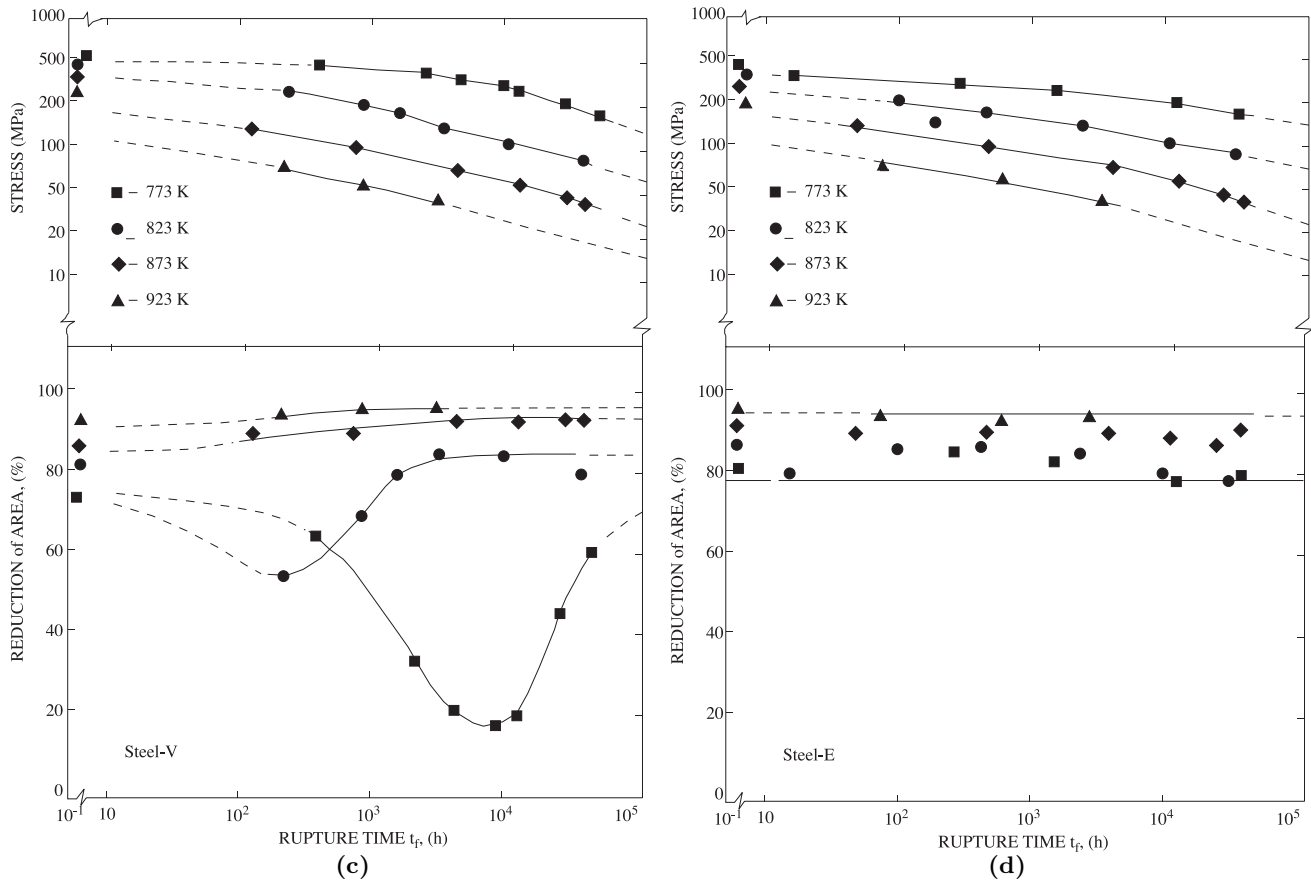 1000
500
200
100
50
20
10
STRESS (MPa)
■ – 773 K
● – 823 K
◆ – 873 K
▲ – 923 K
100
80
60
40
20
0
REDUCTION of AREA, (%)
Steel-V
10⁻¹ 10 10² 10³ 10⁴ 10⁵
RUPTURE TIME t_f, (h)
(c)
1000
500
200
100
50
20
10
STRESS (MPa)
■ – 773 K
● – 823 K
◆ – 873 K
▲ – 923 K
100
80
60
40
20
0
REDUCTION of AREA, (%)
Steel-E
10⁻¹ 10 10² 10³ 10⁴ 10⁵
RUPTURE TIME t_f, (h)
(d)